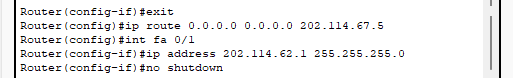 Router(config-if)#exit
Router(config)#ip route 0.0.0.0 0.0.0.0 202.114.67.5
Router(config)#int fa 0/1
Router(config-if)#ip address 202.114.62.1 255.255.255.0
Router(config-if)#no shutdown